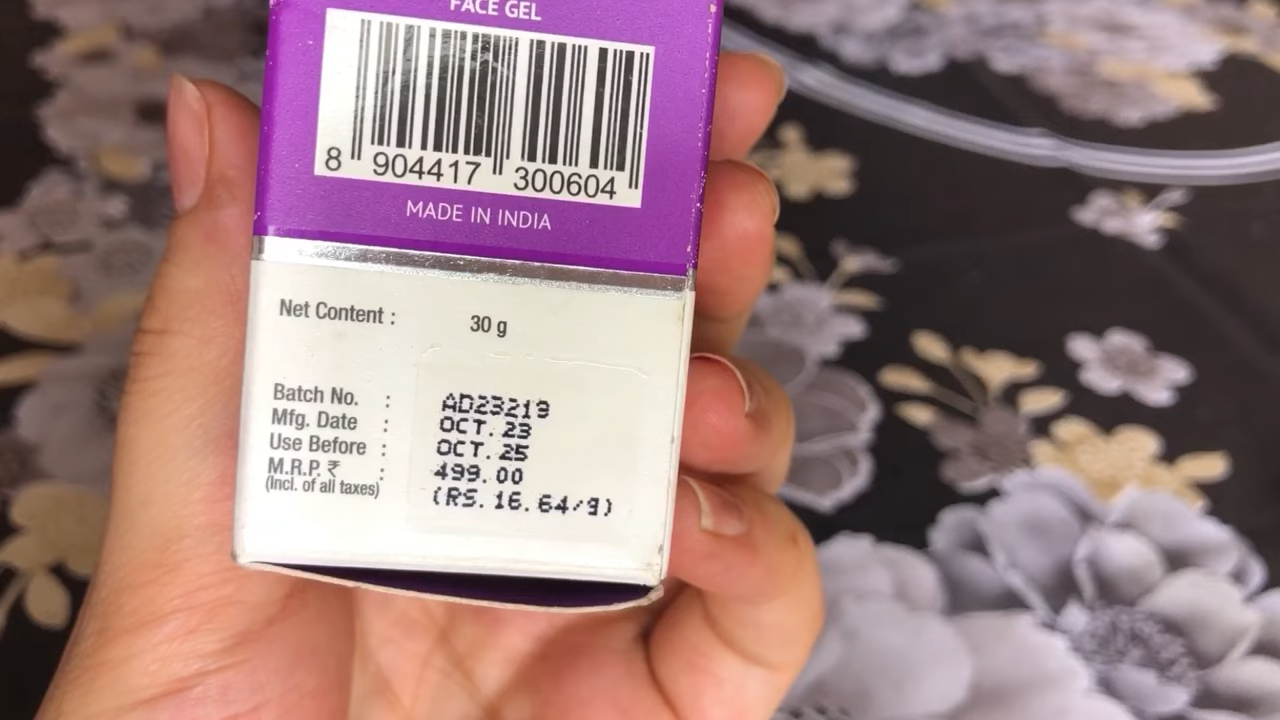 FACE GEL
8 904417 300604
MADE IN INDIA
Net Content : 30 g
Batch No. : AD23219
Mfg. Date : OCT. 23
Use Before : OCT. 25
M.R.P. ₹ : 499.00
(Incl. of all taxes) (RS. 16. 64/g)